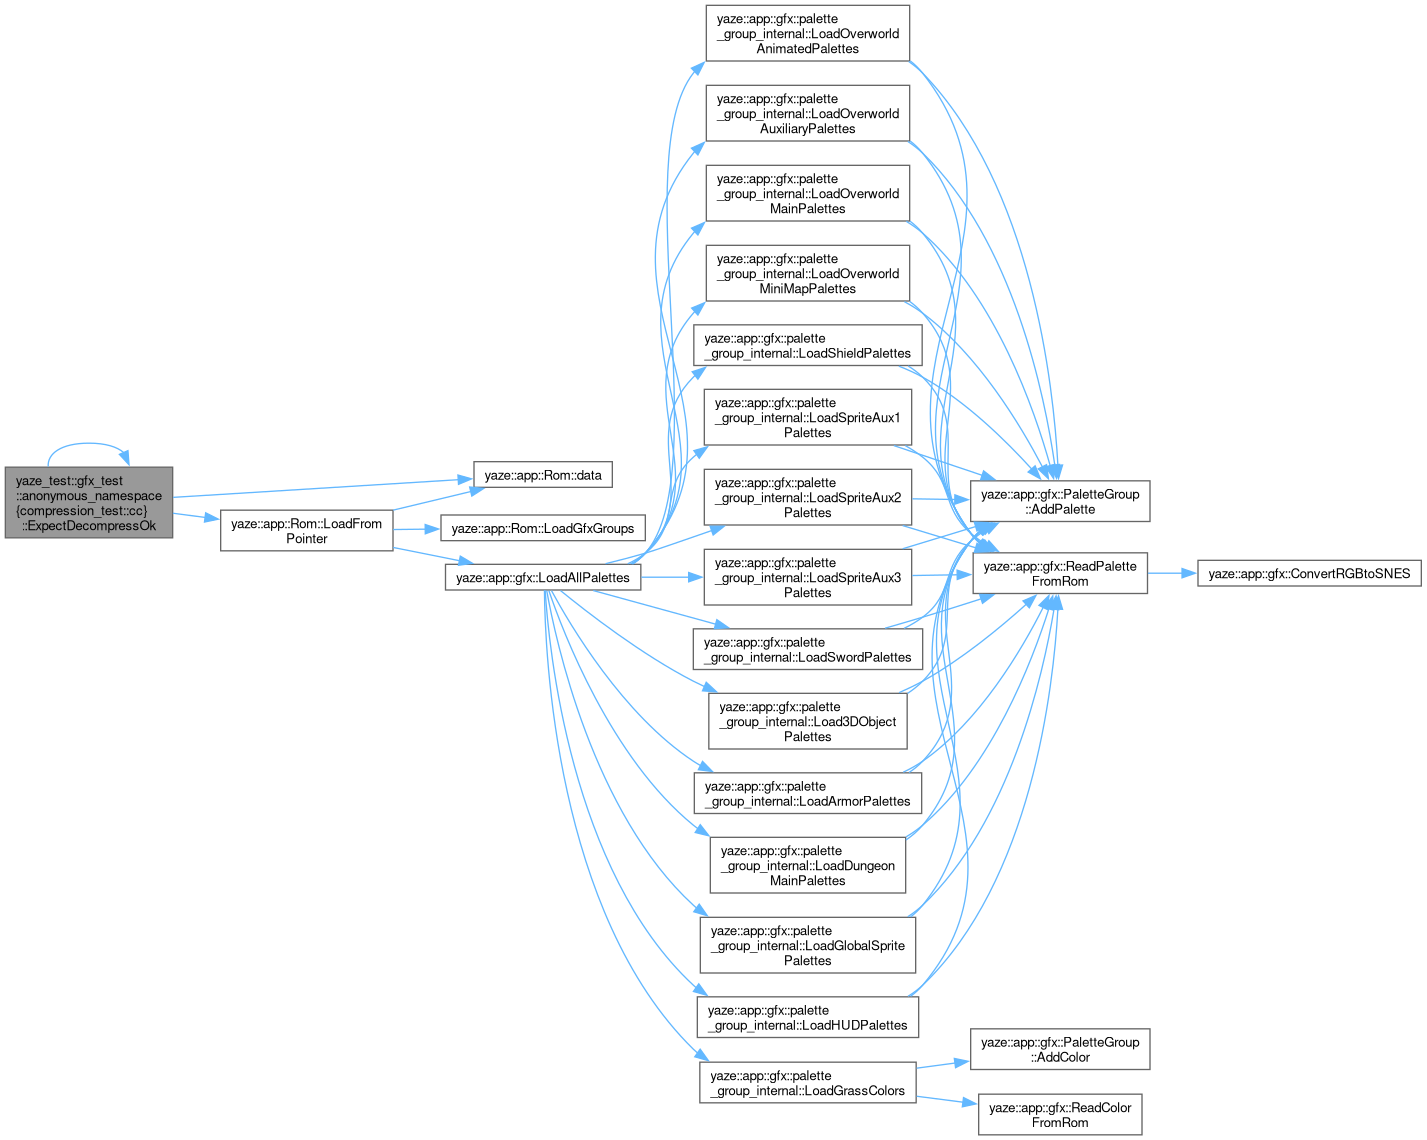 yaze_test::gfx_test
::anonymous_namespace
{compression_test::cc}
::ExpectDecompressOk
yaze::app::Rom::data
yaze::app::Rom::LoadFrom
Pointer
yaze::app::Rom::LoadGfxGroups
yaze::app::gfx::LoadAllPalettes
yaze::app::gfx::palette
_group_internal::LoadOverworld
AnimatedPalettes
yaze::app::gfx::palette
_group_internal::LoadOverworld
AuxiliaryPalettes
yaze::app::gfx::palette
_group_internal::LoadOverworld
MainPalettes
yaze::app::gfx::palette
_group_internal::LoadOverworld
MiniMapPalettes
yaze::app::gfx::palette
_group_internal::LoadShieldPalettes
yaze::app::gfx::palette
_group_internal::LoadSpriteAux1
Palettes
yaze::app::gfx::palette
_group_internal::LoadSpriteAux2
Palettes
yaze::app::gfx::palette
_group_internal::LoadSpriteAux3
Palettes
yaze::app::gfx::palette
_group_internal::LoadSwordPalettes
yaze::app::gfx::palette
_group_internal::Load3DObject
Palettes
yaze::app::gfx::palette
_group_internal::LoadArmorPalettes
yaze::app::gfx::palette
_group_internal::LoadDungeon
MainPalettes
yaze::app::gfx::palette
_group_internal::LoadGlobalSprite
Palettes
yaze::app::gfx::palette
_group_internal::LoadHUDPalettes
yaze::app::gfx::palette
_group_internal::LoadGrassColors
yaze::app::gfx::PaletteGroup
::AddPalette
yaze::app::gfx::ReadPalette
FromRom
yaze::app::gfx::ConvertRGBtoSNES
yaze::app::gfx::PaletteGroup
::AddColor
yaze::app::gfx::ReadColor
FromRom